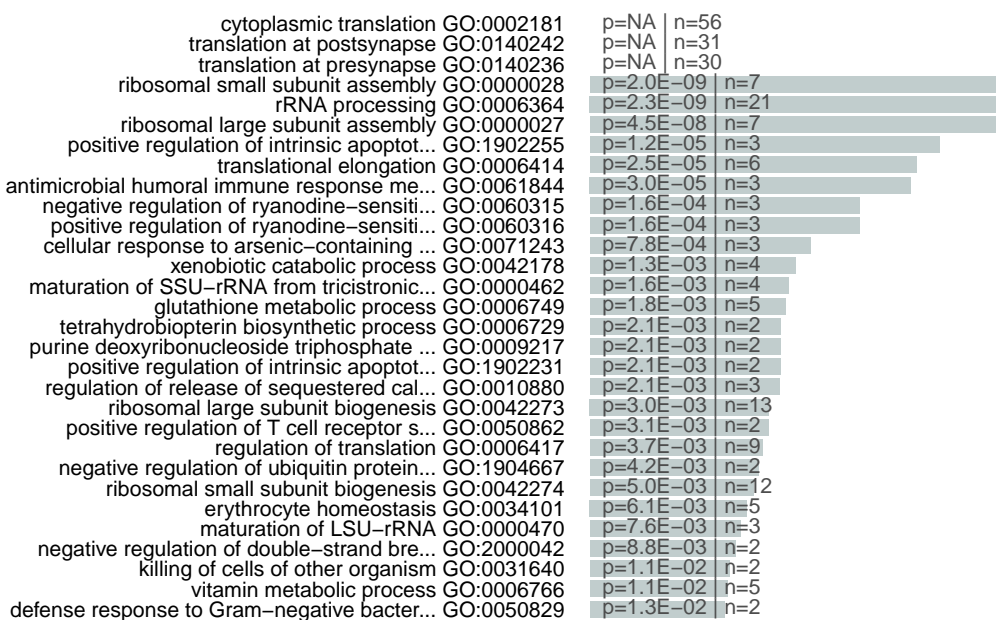 cytoplasmic translation GO:0002181 p=NA n=56
translation at postsynapse GO:0140242 p=NA n=31
translation at presynapse GO:0140236 p=NA n=30
ribosomal small subunit assembly GO:0000028 p=2.0E−09 n=7
rRNA processing GO:0006364 p=2.3E−09 n=21
ribosomal large subunit assembly GO:0000027 p=4.5E−08 n=7
positive regulation of intrinsic apoptot... GO:1902255 p=1.2E−05 n=3
translational elongation GO:0006414 p=2.5E−05 n=6
antimicrobial humoral immune response me... GO:0061844 p=3.0E−05 n=3
negative regulation of ryanodine−sensiti... GO:0060315 p=1.6E−04 n=3
positive regulation of ryanodine−sensiti... GO:0060316 p=1.6E−04 n=3
cellular response to arsenic−containing ... GO:0071243 p=7.8E−04 n=3
xenobiotic catabolic process GO:0042178 p=1.3E−03 n=4
maturation of SSU−rRNA from tricistronic... GO:0000462 p=1.6E−03 n=4
glutathione metabolic process GO:0006749 p=1.8E−03 n=5
tetrahydrobiopterin biosynthetic process GO:0006729 p=2.1E−03 n=2
purine deoxyribonucleoside triphosphate ... GO:0009217 p=2.1E−03 n=2
positive regulation of intrinsic apoptot... GO:1902231 p=2.1E−03 n=2
regulation of release of sequestered cal... GO:0010880 p=2.1E−03 n=3
ribosomal large subunit biogenesis GO:0042273 p=3.0E−03 n=13
positive regulation of T cell receptor s... GO:0050862 p=3.1E−03 n=2
regulation of translation GO:0006417 p=3.7E−03 n=9
negative regulation of ubiquitin protein... GO:1904667 p=4.2E−03 n=2
ribosomal small subunit biogenesis GO:0042274 p=5.0E−03 n=12
erythrocyte homeostasis GO:0034101 p=6.1E−03 n=5
maturation of LSU−rRNA GO:0000470 p=7.6E−03 n=3
negative regulation of double−strand bre... GO:2000042 p=8.8E−03 n=2
killing of cells of other organism GO:0031640 p=1.1E−02 n=2
vitamin metabolic process GO:0006766 p=1.1E−02 n=5
defense response to Gram−negative bacter... GO:0050829 p=1.3E−02 n=2